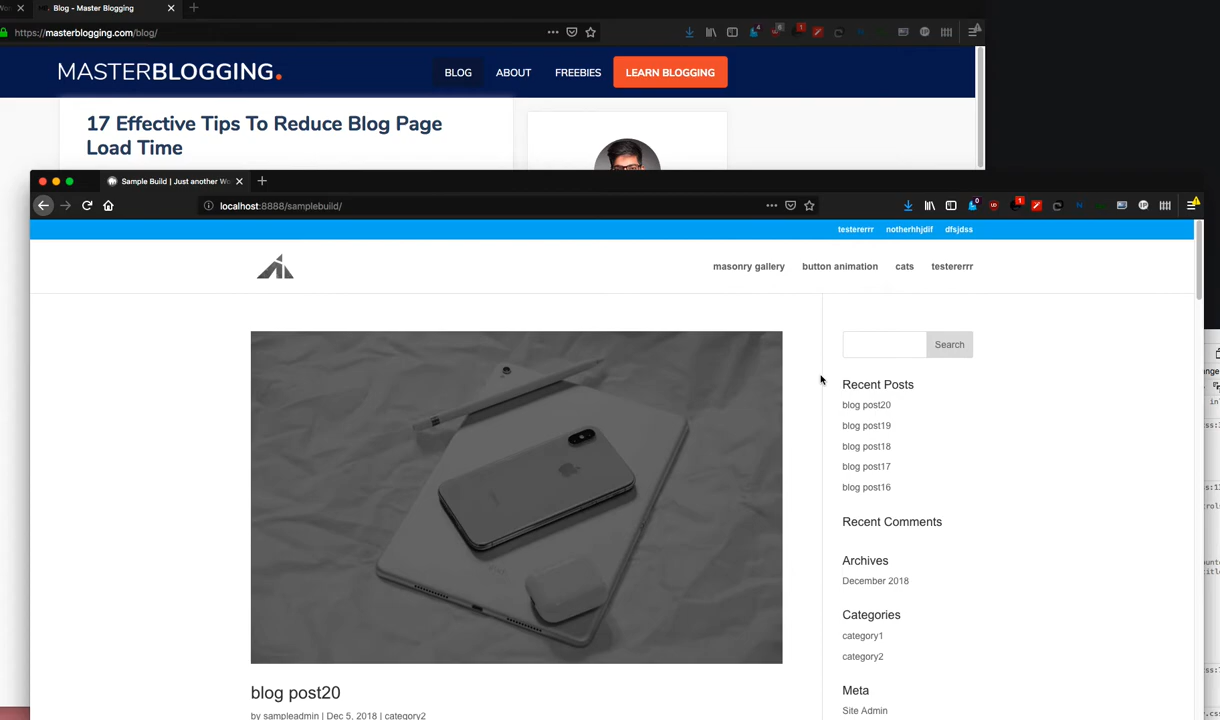 Blog - Master Blogging
https://masterblogging.com/blog/
MASTERBLOGGING.
BLOG
ABOUT
FREEBIES
LEARN BLOGGING
17 Effective Tips To Reduce Blog Page
Load Time
Sample Build | Just another Wo
localhost:8888/samplebuild/
testererrr
notherhhjdif
dfsjdss
masonry gallery
button animation
cats
testererrr
Search
Recent Posts
blog post20
blog post19
blog post18
blog post17
blog post16
Recent Comments
Archives
December 2018
Categories
category1
category2
Meta
Site Admin
blog post20
by sampleadmin | Dec 5, 2018 | category2